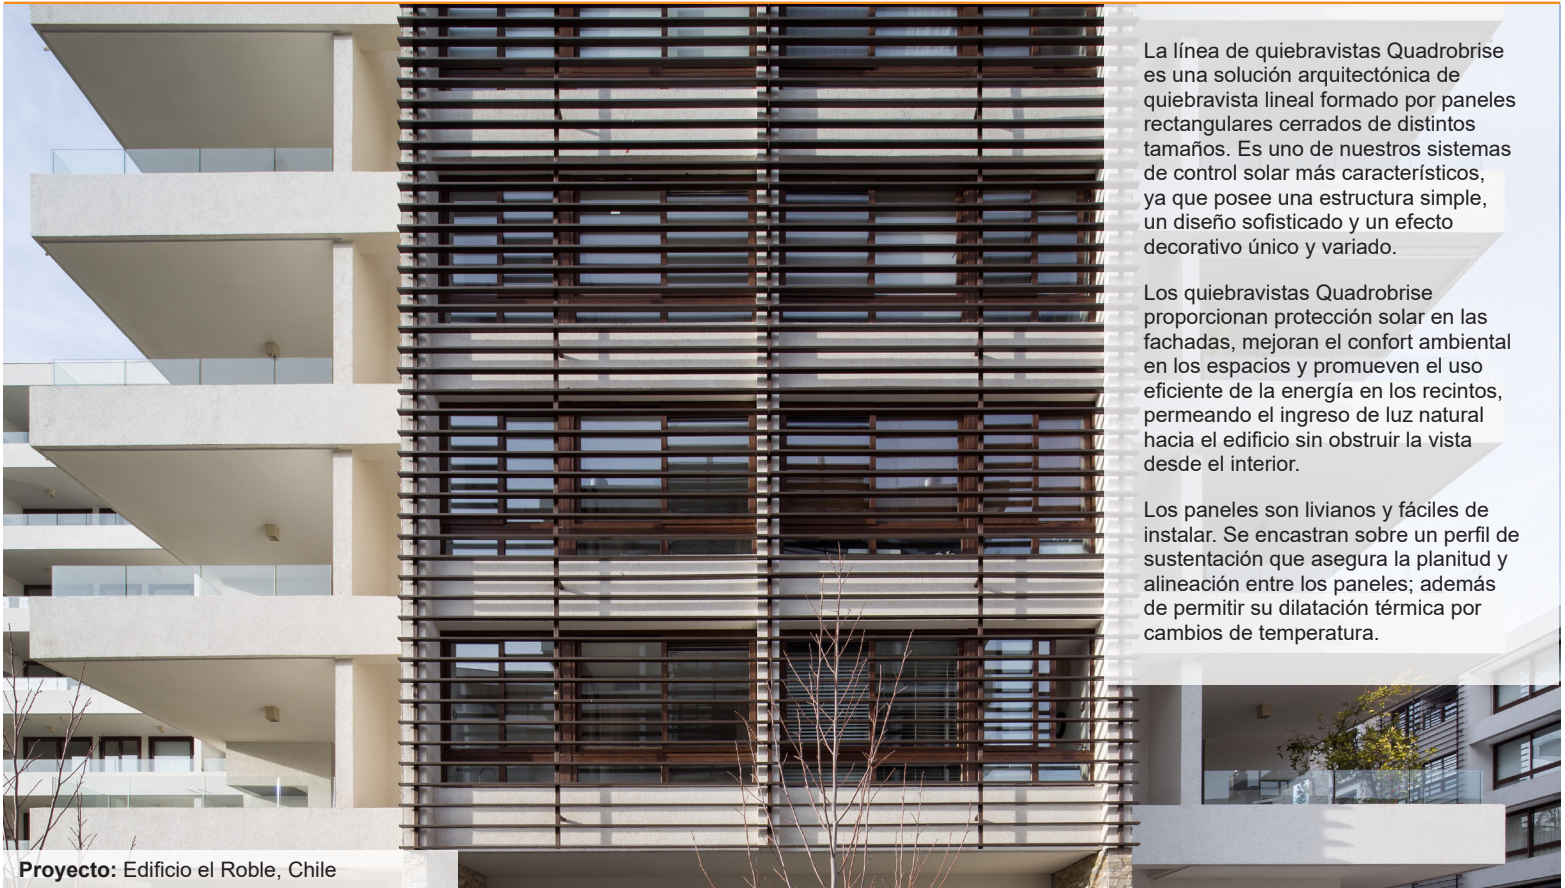 La línea de quiebravistas Quadrobrise
es una solución arquitectónica de
quiebravista lineal formado por paneles
rectangulares cerrados de distintos
tamaños. Es uno de nuestros sistemas
de control solar más característicos,
ya que posee una estructura simple,
un diseño sofisticado y un efecto
decorativo único y variado.
Los quiebravistas Quadrobrise
proporcionan protección solar en las
fachadas, mejoran el confort ambiental
en los espacios y promueven el uso
eficiente de la energía en los recintos,
permeando el ingreso de luz natural
hacia el edificio sin obstruir la vista
desde el interior.
Los paneles son livianos y fáciles de
instalar. Se encastran sobre un perfil de
sustentación que asegura la planitud y
alineación entre los paneles; además
de permitir su dilatación térmica por
cambios de temperatura.
Proyecto: Edificio el Roble, Chile